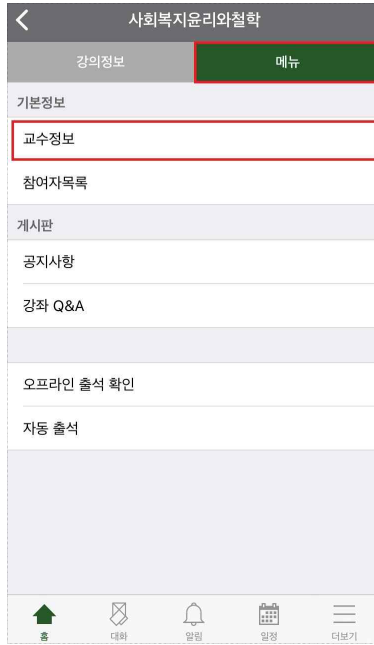 사회복지윤리와철학
강의정보
메뉴
기본정보
교수정보
참여자목록
게시판
공지사항
강좌 Q&A
오프라인 출석 확인
자동 출석
홈
대화
알림
일정
더보기